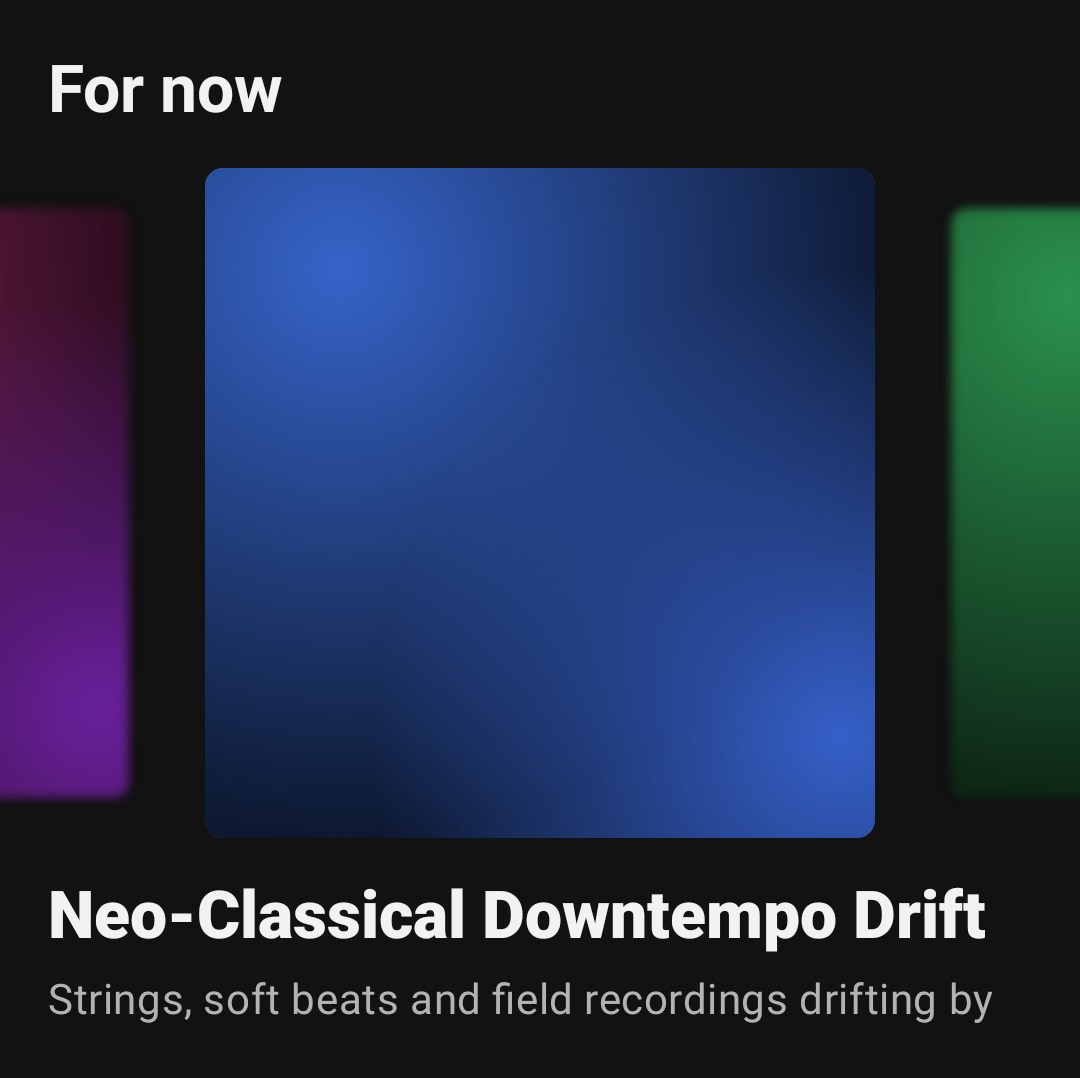 For now
Neo-Classical Downtempo Drift
Strings, soft beats and field recordings drifting by